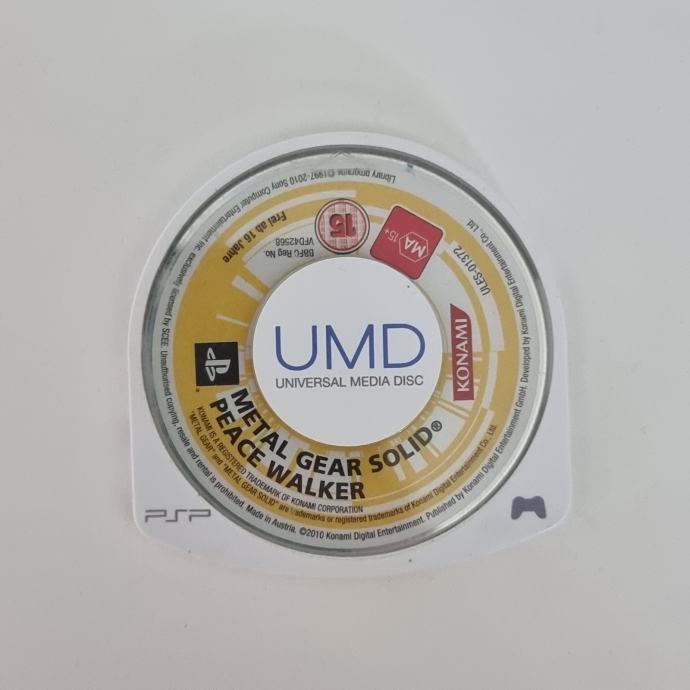 Library programs ©1997-2010 Sony Computer Entertainment Inc. exclusively licensed by SCEE. Unauthorised copying, resale and rental is prohibited. Made in Austria. ©2010 Konami Digital Entertainment. Published by Konami Digital Entertainment GmbH. Developed by Konami Digital Entertainment Co., Ltd.
Frei ab 16 Jahre
BBFC Reg No.
VFD42568
15
MA
15+
ULES-01372
KONAMI
UMD
UNIVERSAL MEDIA DISC
METAL GEAR SOLID®
PEACE WALKER
KONAMI IS A REGISTERED TRADEMARK OF KONAMI CORPORATION
"METAL GEAR" and "METAL GEAR SOLID" are trademarks or registered trademarks of Konami Digital Entertainment Co., Ltd.
PSP